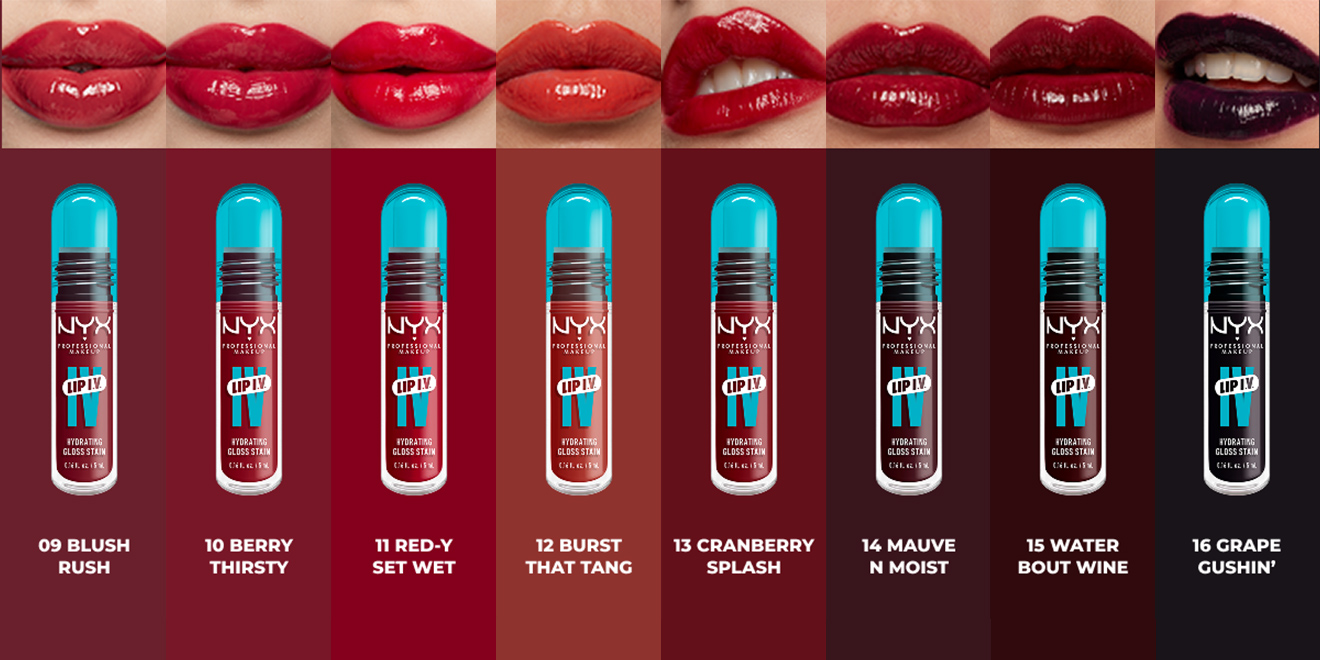 NYX
PROFESSIONAL
MAKEUP
LIP I.V.
IV
HYDRATING
GLOSS STAIN
NYX
PROFESSIONAL
MAKEUP
LIP I.V.
IV
HYDRATING
GLOSS STAIN
NYX
PROFESSIONAL
MAKEUP
LIP I.V.
IV
HYDRATING
GLOSS STAIN
NYX
PROFESSIONAL
MAKEUP
LIP I.V.
IV
HYDRATING
GLOSS STAIN
NYX
PROFESSIONAL
MAKEUP
LIP I.V.
IV
HYDRATING
GLOSS STAIN
NYX
PROFESSIONAL
MAKEUP
LIP I.V.
IV
HYDRATING
GLOSS STAIN
NYX
PROFESSIONAL
MAKEUP
LIP I.V.
IV
HYDRATING
GLOSS STAIN
NYX
PROFESSIONAL
MAKEUP
LIP I.V.
IV
HYDRATING
GLOSS STAIN
09 BLUSH
RUSH
10 BERRY
THIRSTY
11 RED-Y
SET WET
12 BURST
THAT TANG
13 CRANBERRY
SPLASH
14 MAUVE
N MOIST
15 WATER
BOUT WINE
16 GRAPE
GUSHIN'